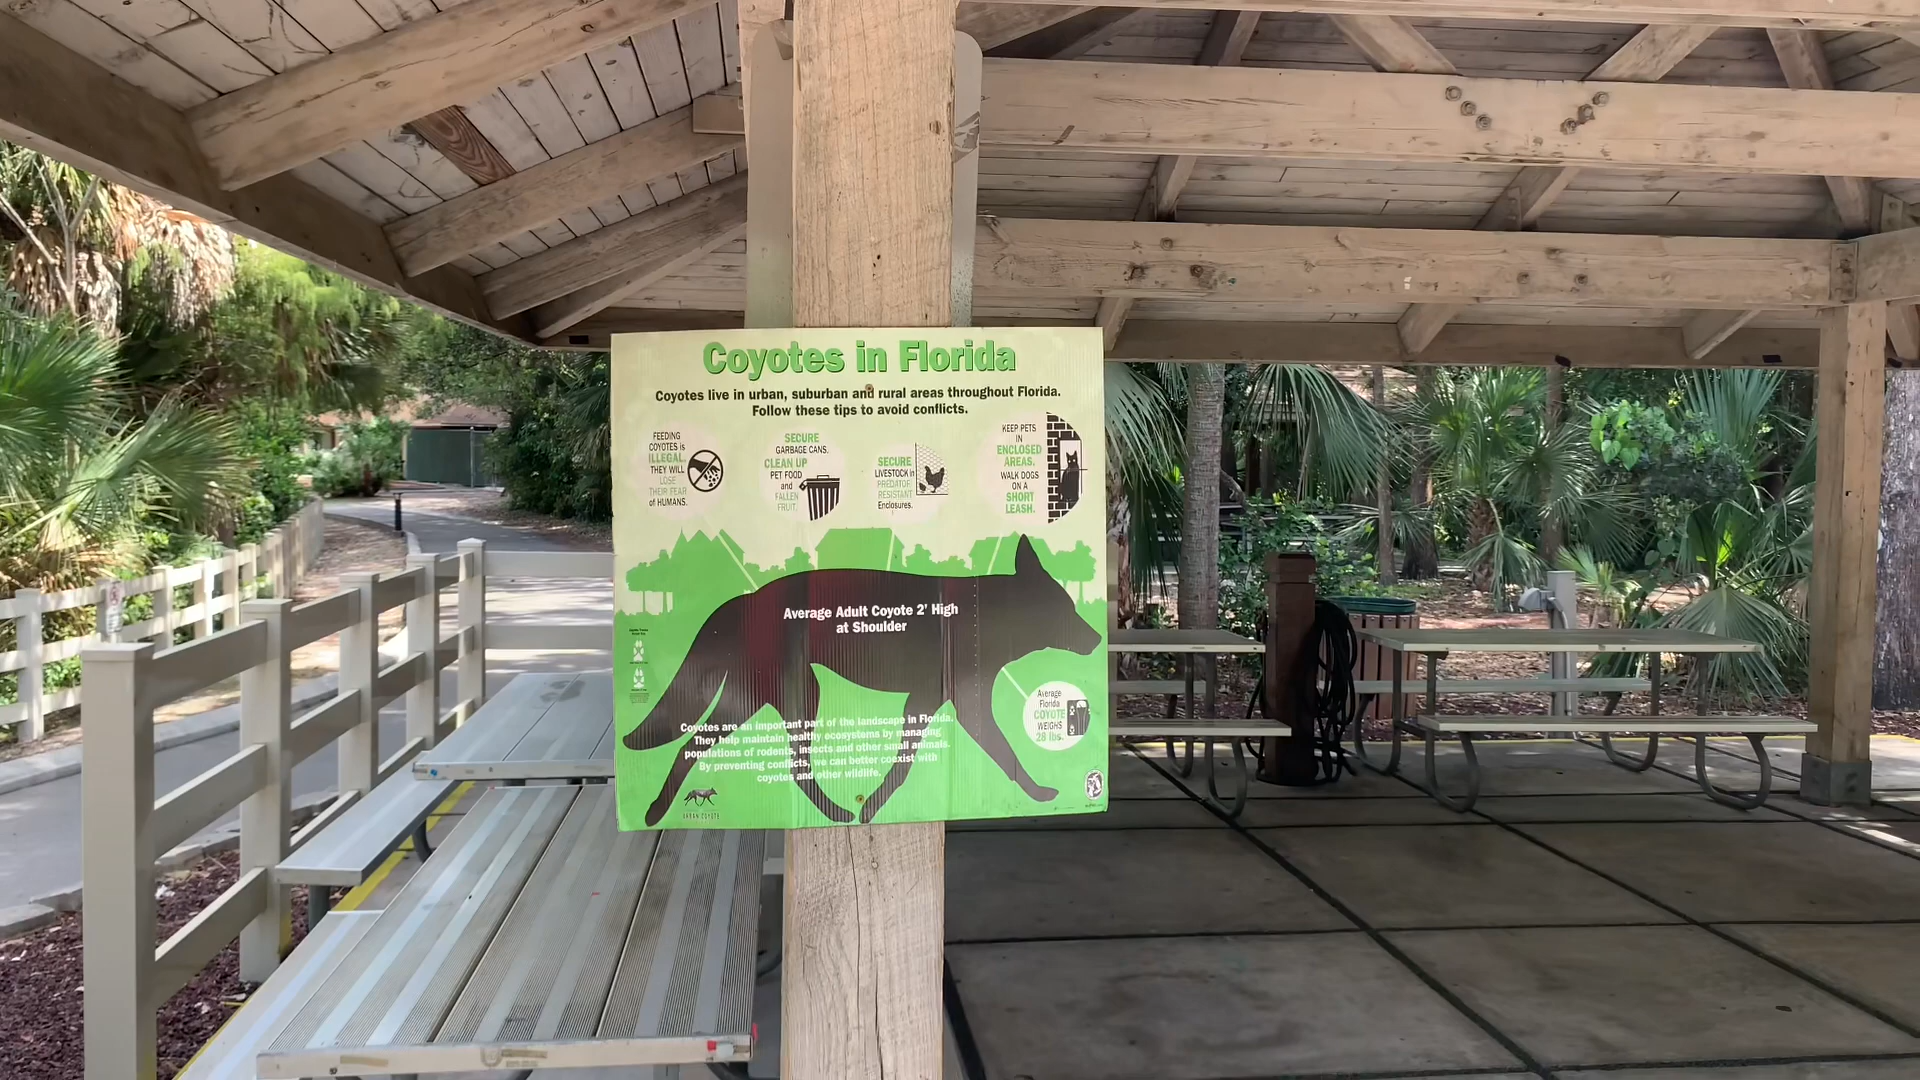 Coyotes in Florida
Coyotes live in urban, suburban and rural areas throughout Florida.
Follow these tips to avoid conflicts.
FEEDING
COYOTES is
ILLEGAL.
THEY WILL
LOSE
THEIR FEAR
of HUMANS.
SECURE
GARBAGE CANS.
CLEAN UP
PET FOOD
and
FALLEN
FRUIT.
SECURE
LIVESTOCK in
PREDATOR
RESISTANT
Enclosures.
KEEP PETS
IN
ENCLOSED
AREAS.
WALK DOGS
ON A
SHORT
LEASH.
Average Adult Coyote 2' High
at Shoulder
Average
Florida
COYOTE
WEIGHS
28 lbs.
Coyotes are an important part of the landscape in Florida.
They help maintain healthy ecosystems by managing
populations of rodents, insects and other small animals.
By preventing conflicts, we can better coexist with
coyotes and other wildlife.
URBAN COYOTE